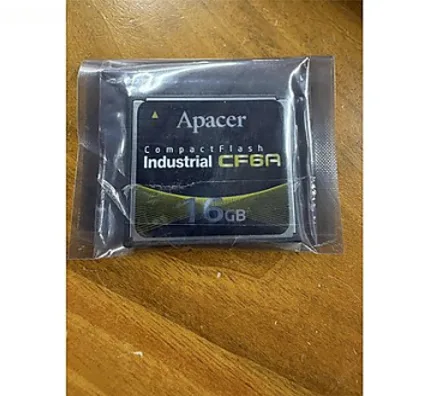 Apacer
CompactFlash
Industrial CF6A
16GB